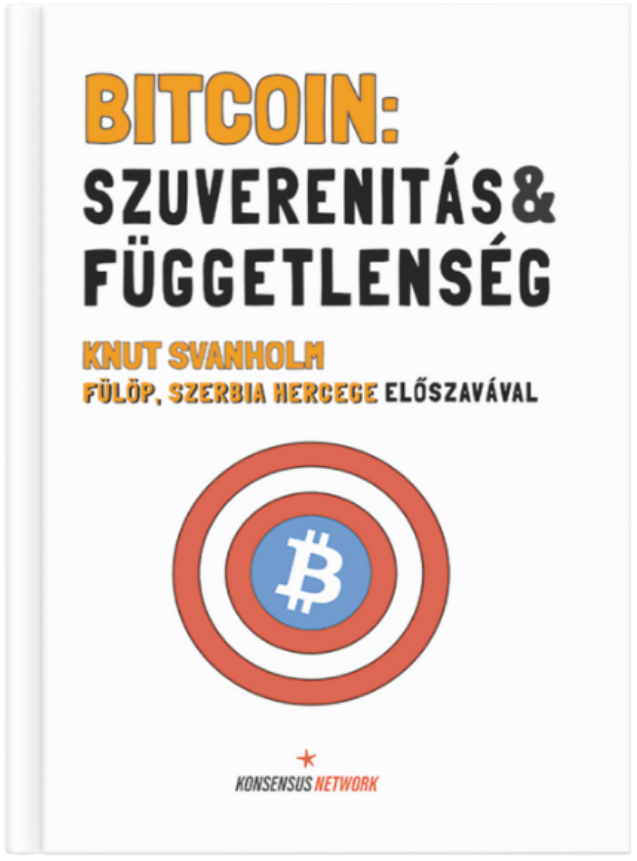 BITCOIN:
SZUVERENITÁS &
FÜGGETLENSÉG
KNUT SVANHOLM
FÜLÖP, SZERBIA HERCEGE ELŐSZAVÁVAL
KONSENSUS NETWORK